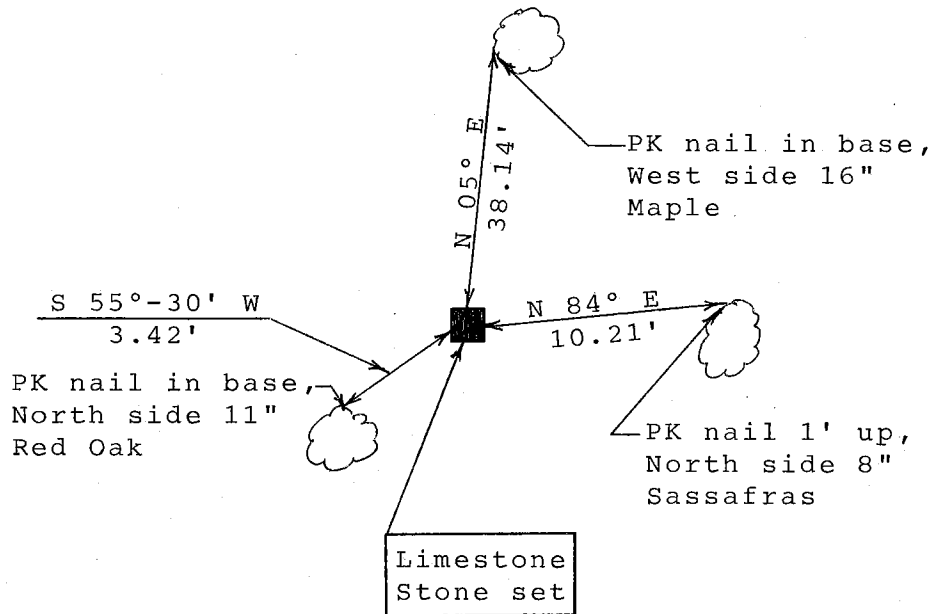 N 05° E
38.14'
PK nail in base,
West side 16"
Maple
S 55°-30' W
3.42'
N 84° E
10.21'
PK nail in base,
North side 11"
Red Oak
PK nail 1' up,
North side 8"
Sassafras
Limestone
Stone set